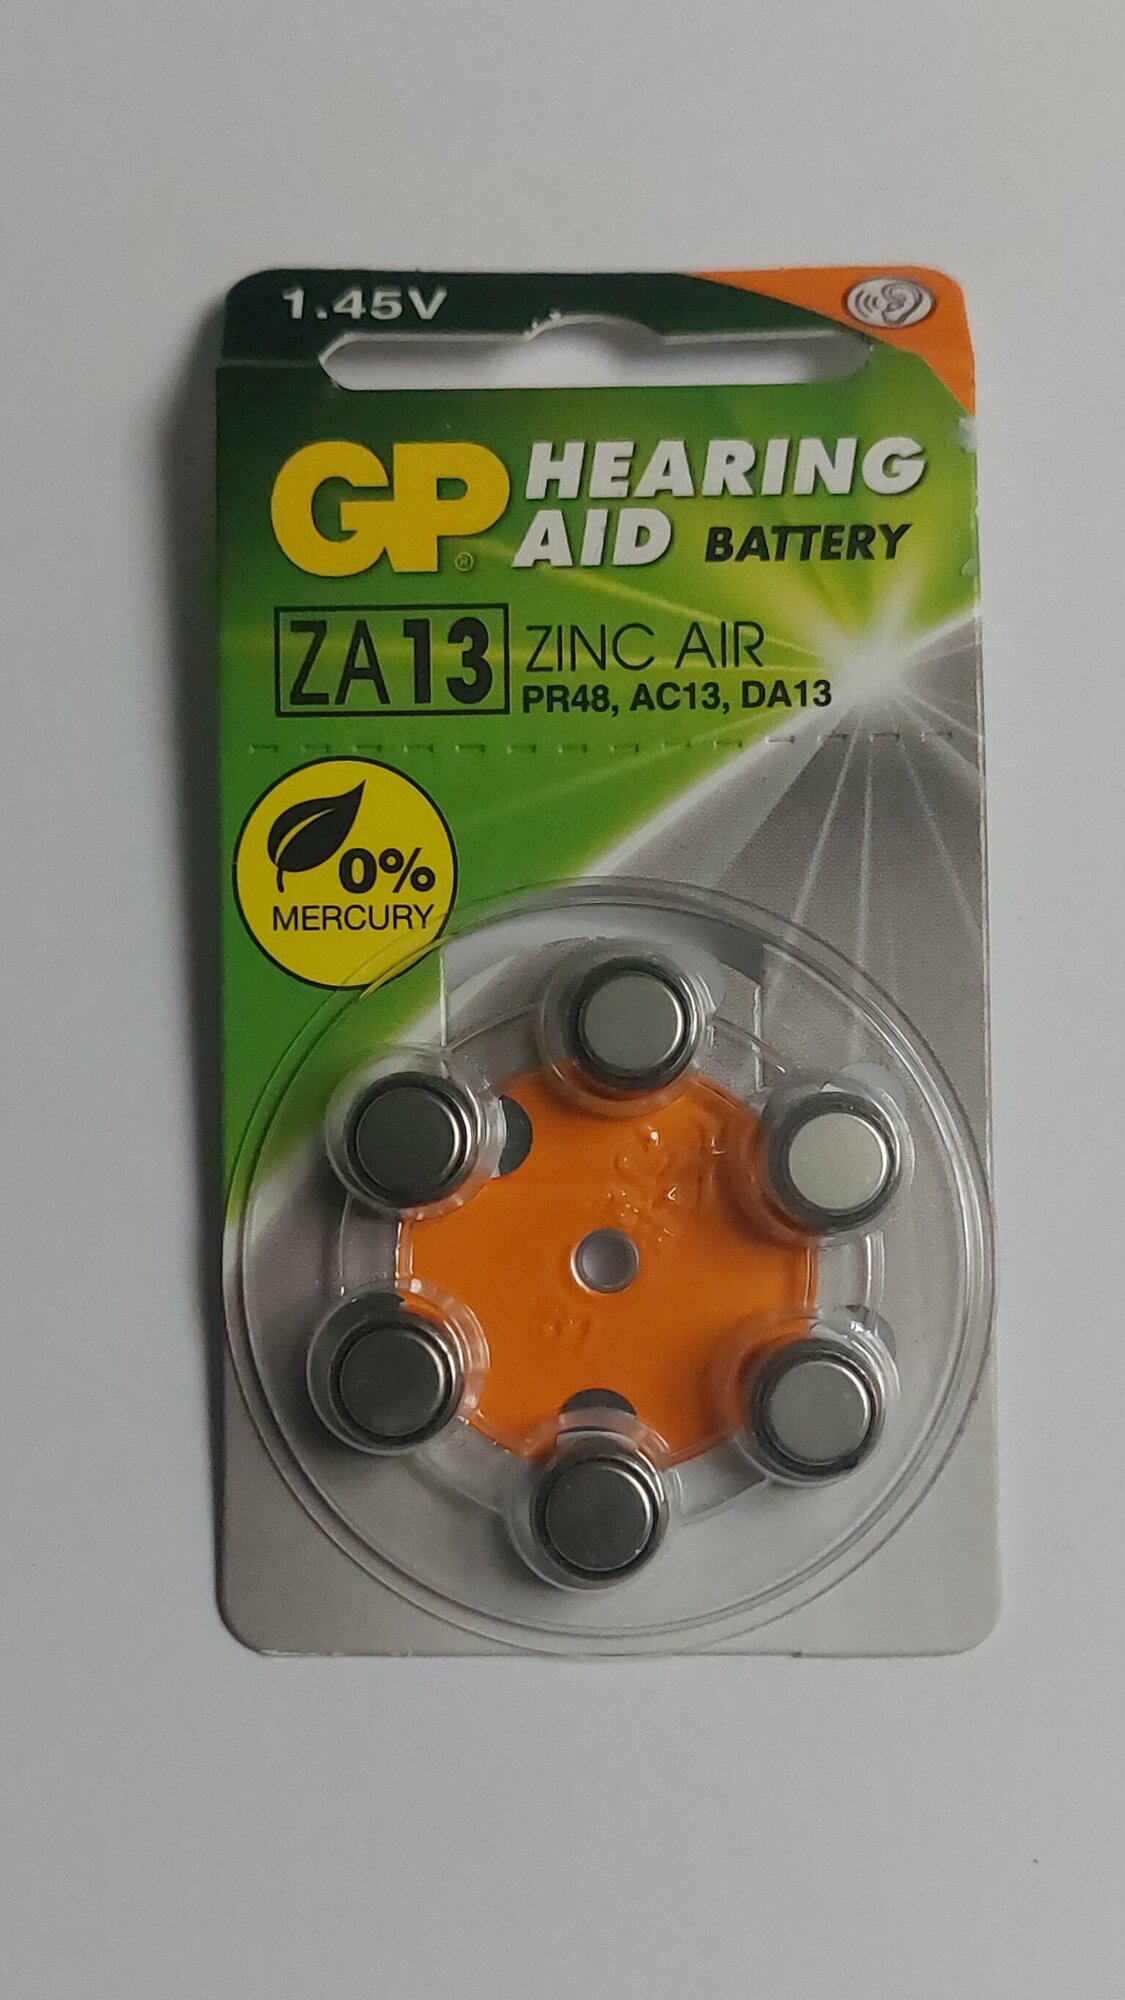 1.45V
GP® HEARING
AID BATTERY
ZA13 ZINC AIR
PR48, AC13, DA13
0%
MERCURY